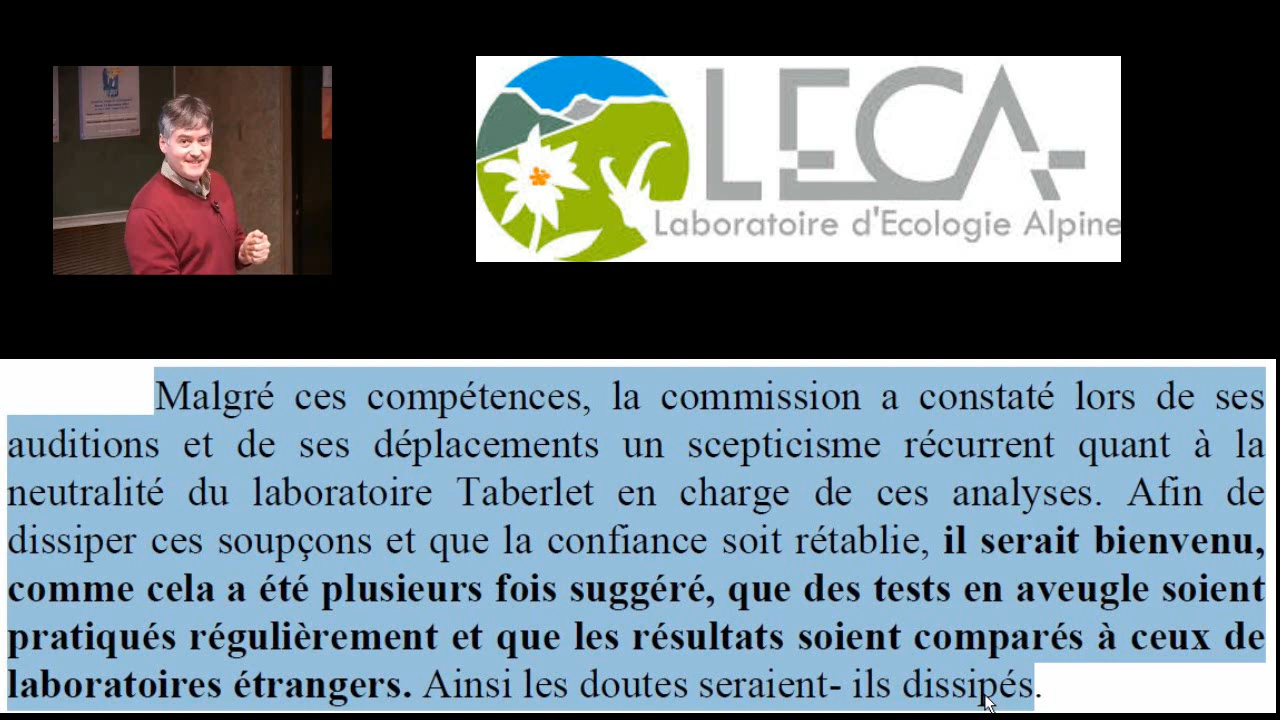 LECA-
Laboratoire d'Ecologie Alpine
Malgré ces compétences, la commission a constaté lors de ses
auditions et de ses déplacements un scepticisme récurrent quant à la
neutralité du laboratoire Taberlet en charge de ces analyses. Afin de
dissiper ces soupçons et que la confiance soit rétablie, il serait bienvenu,
comme cela a été plusieurs fois suggéré, que des tests en aveugle soient
pratiqués régulièrement et que les résultats soient comparés à ceux de
laboratoires étrangers. Ainsi les doutes seraient- ils dissipés.